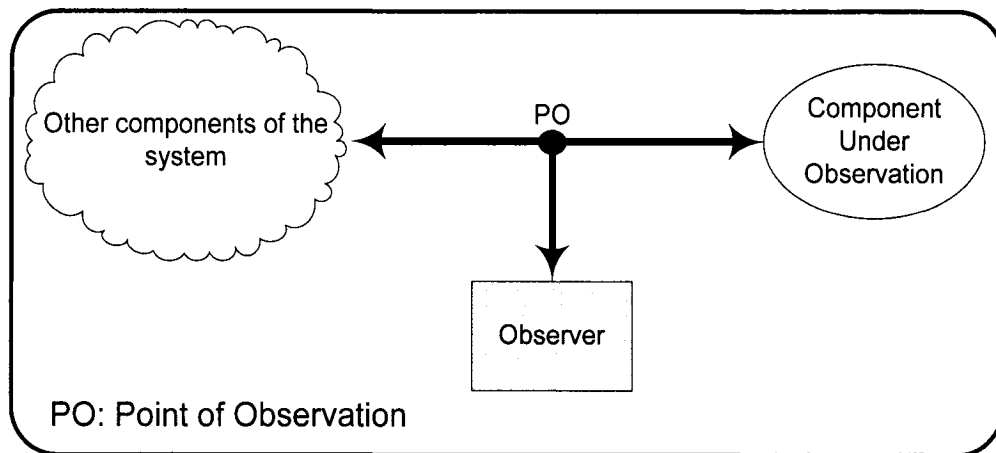 Other components of the
system
PO
Component
Under
Observation
Observer
PO: Point of Observation